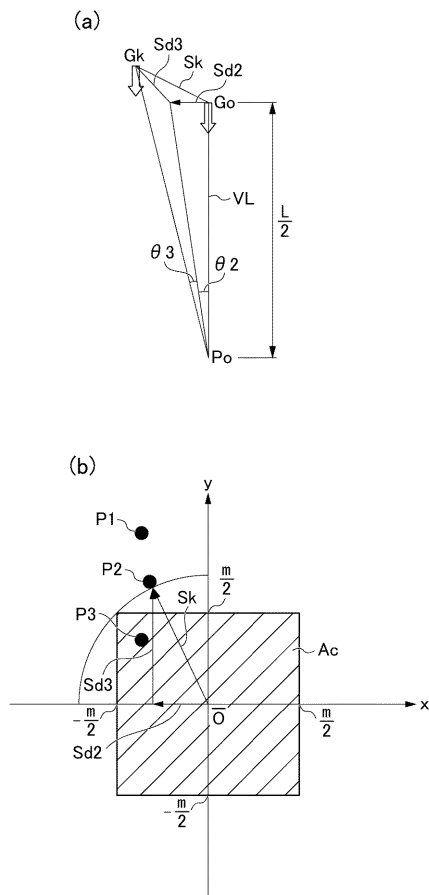 (a)
Gk
Sd3
Sk
Sd2
Go
VL
L/2
θ3
θ2
Po
(b)
y
P1
P2
m/2
Sk
P3
Ac
Sd3
-m/2
O
m/2
x
Sd2
-m/2